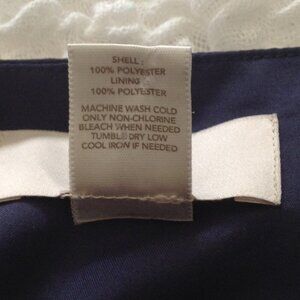 SHELL:
100% POLYESTER
LINING:
100% POLYESTER
MACHINE WASH COLD
ONLY NON-CHLORINE
BLEACH WHEN NEEDED
TUMBLE DRY LOW
COOL IRON IF NEEDED